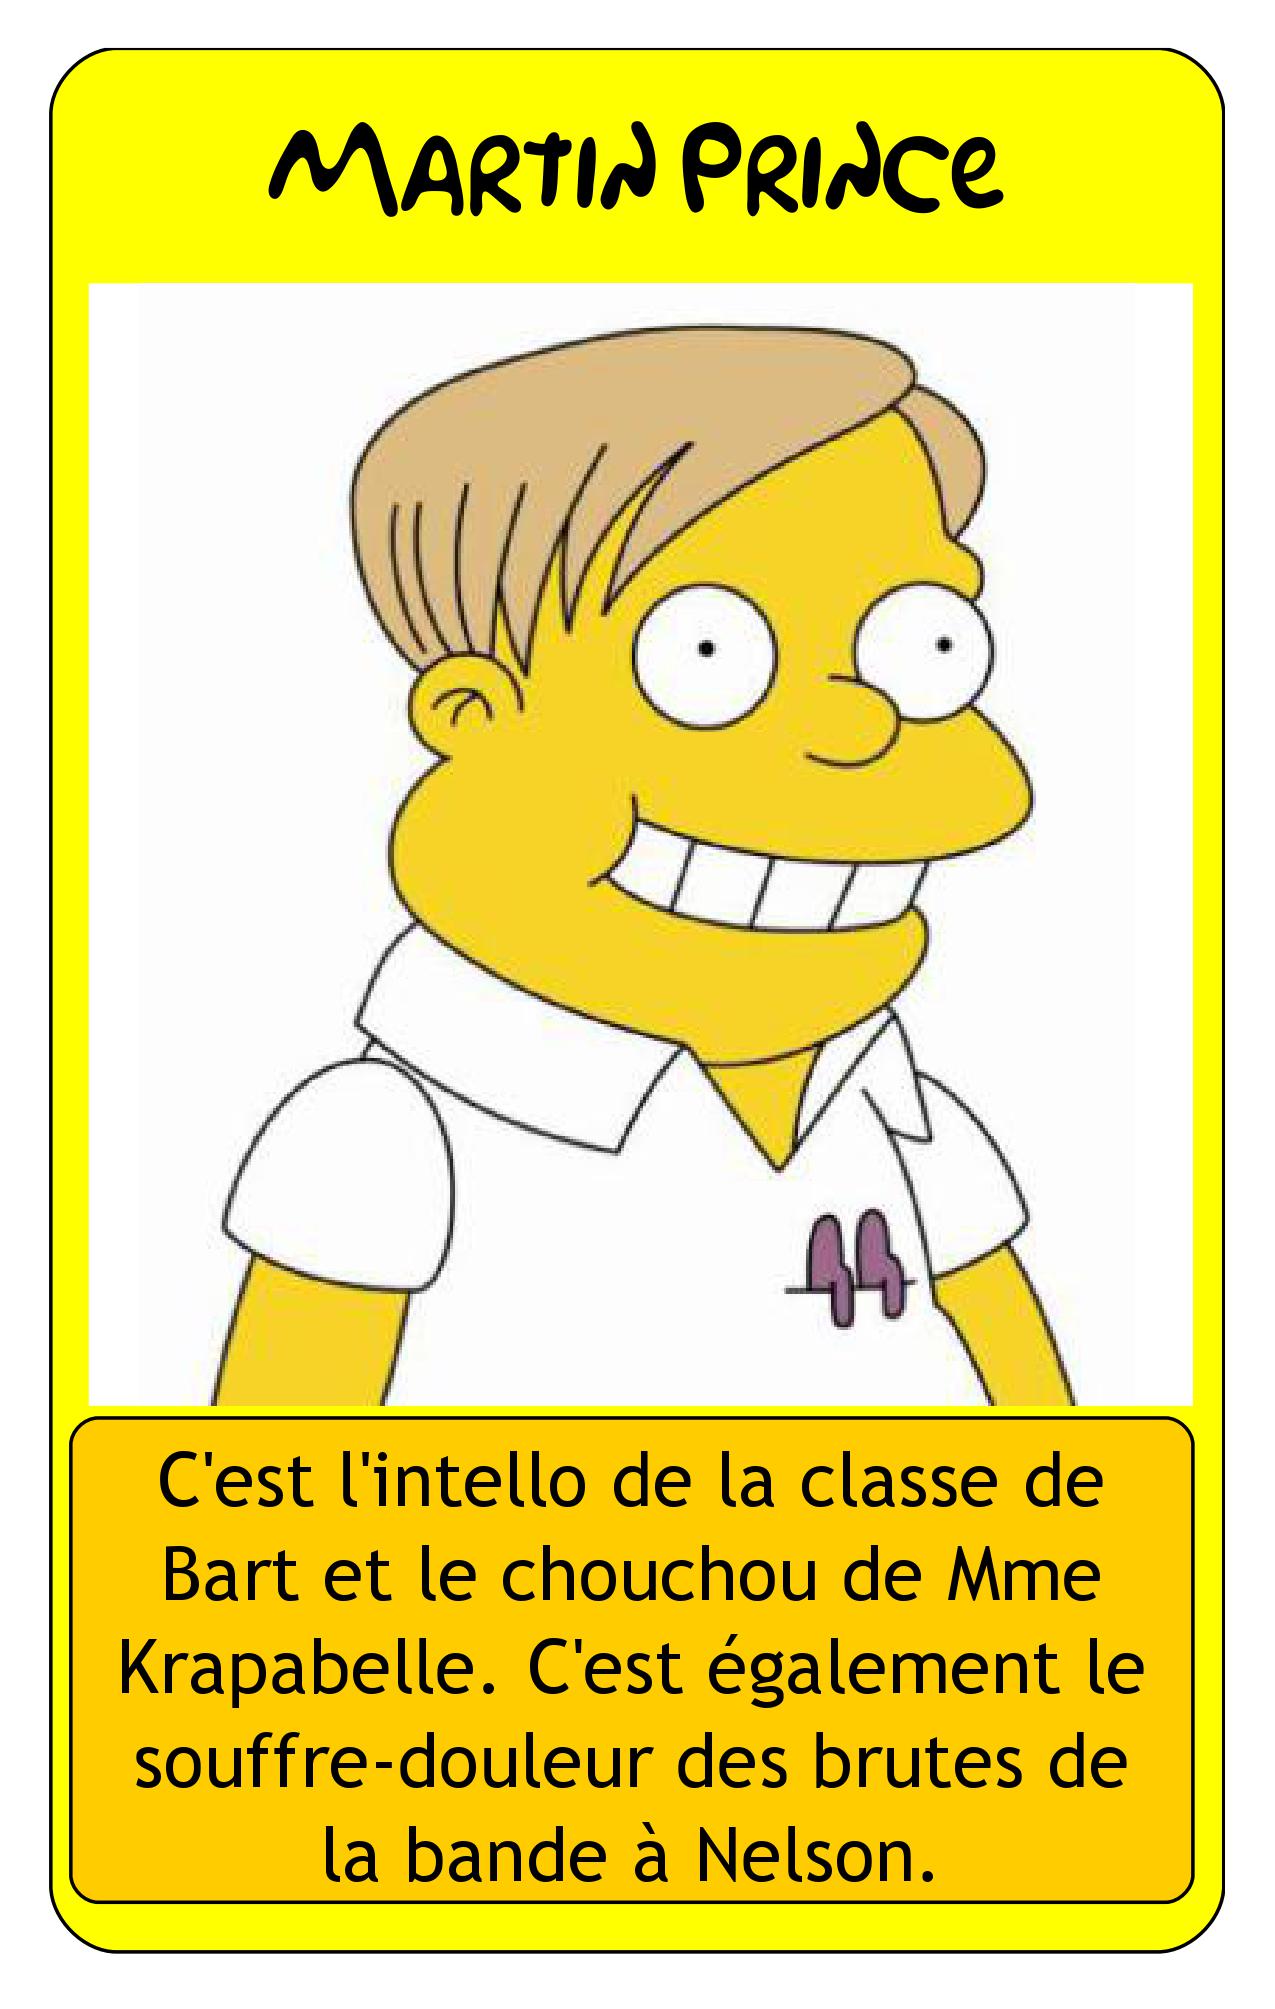 Martin Prince
C'est l'intello de la classe de
Bart et le chouchou de Mme
Krapabelle. C'est également le
souffre-douleur des brutes de
la bande à Nelson.